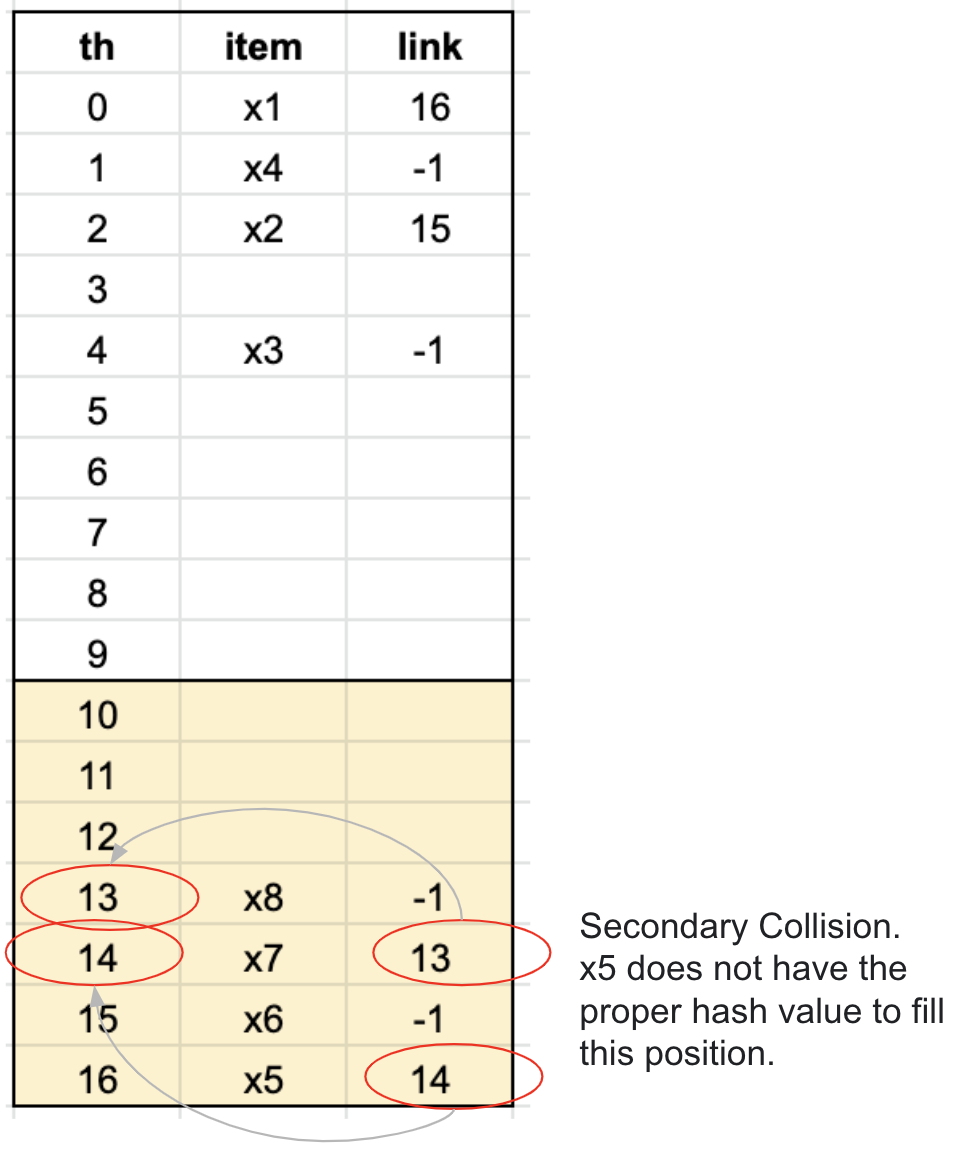 th item link
0 x1 16
1 x4 -1
2 x2 15
3
4 x3 -1
5
6
7
8
9
10
11
12
13 x8 -1
14 x7 13
15 x6 -1
16 x5 14
Secondary Collision.
x5 does not have the
proper hash value to fill
this position.